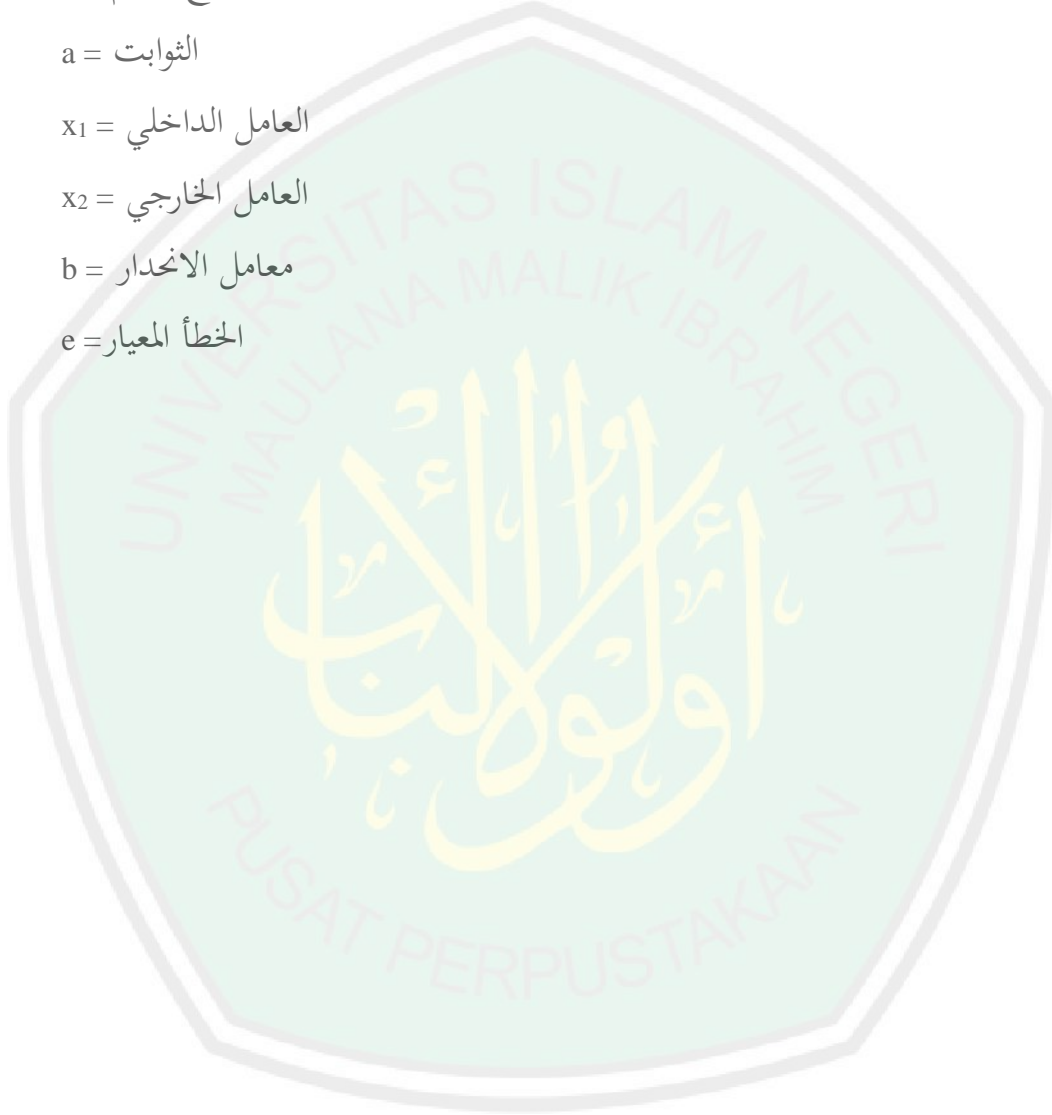 a = الثوابت
x₁ = العامل الداخلي
x₂ = العامل الخارجي
b = معامل الانحدار
e = الخطأ المعيار
UNIVERSITAS ISLAM NEGERI
MAULANA MALIK IBRAHIM
PUSAT PERPUSTAKAAN